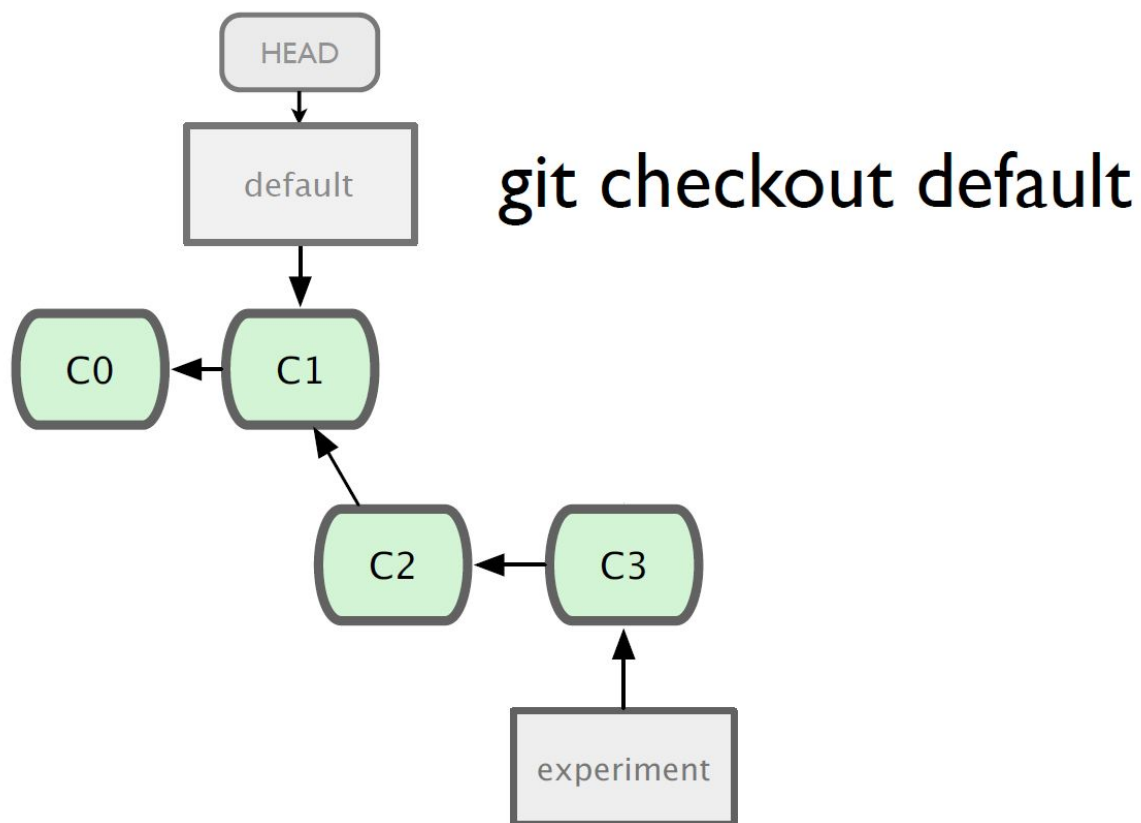 HEAD
default
git checkout default
C0
C1
C2
C3
experiment